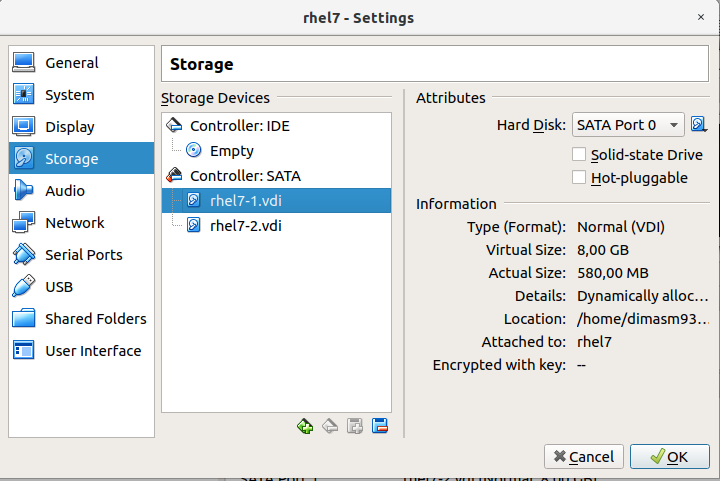 rhel7 - Settings
General
System
Display
Storage
Audio
Network
Serial Ports
USB
Shared Folders
User Interface
Storage
Storage Devices
Controller: IDE
Empty
Controller: SATA
rhel7-1.vdi
rhel7-2.vdi
Attributes
Hard Disk: SATA Port 0
Solid-state Drive
Hot-pluggable
Information
Type (Format): Normal (VDI)
Virtual Size: 8,00 GB
Actual Size: 580,00 MB
Details: Dynamically alloc...
Location: /home/dimasm93...
Attached to: rhel7
Encrypted with key: --
Cancel
OK